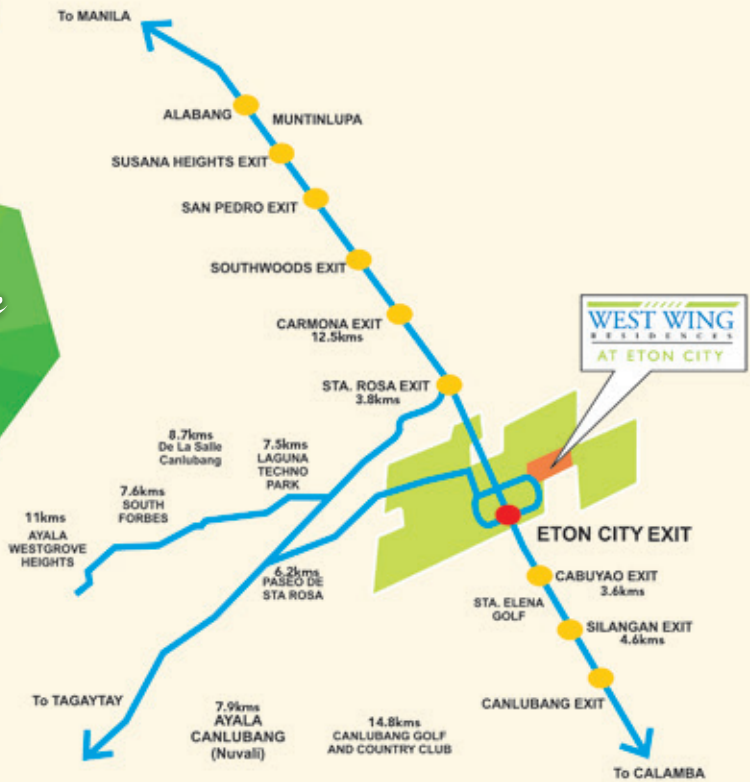 To MANILA
ALABANG
MUNTINLUPA
SUSANA HEIGHTS EXIT
SAN PEDRO EXIT
SOUTHWOODS EXIT
CARMONA EXIT
12.5kms
WEST WING
RESIDENCES
AT ETON CITY
STA. ROSA EXIT
3.8kms
8.7kms
De La Salle
Canlubang
7.5kms
LAGUNA
TECHNO
PARK
7.6kms
SOUTH
FORBES
11kms
AYALA
WESTGROVE
HEIGHTS
ETON CITY EXIT
6.2kms
PASEO DE
STA ROSA
CABUYAO EXIT
3.6kms
STA. ELENA
GOLF
SILANGAN EXIT
4.6kms
To TAGAYTAY
7.9kms
AYALA
CANLUBANG
(Nuvali)
14.8kms
CANLUBANG GOLF
AND COUNTRY CLUB
CANLUBANG EXIT
To CALAMBA